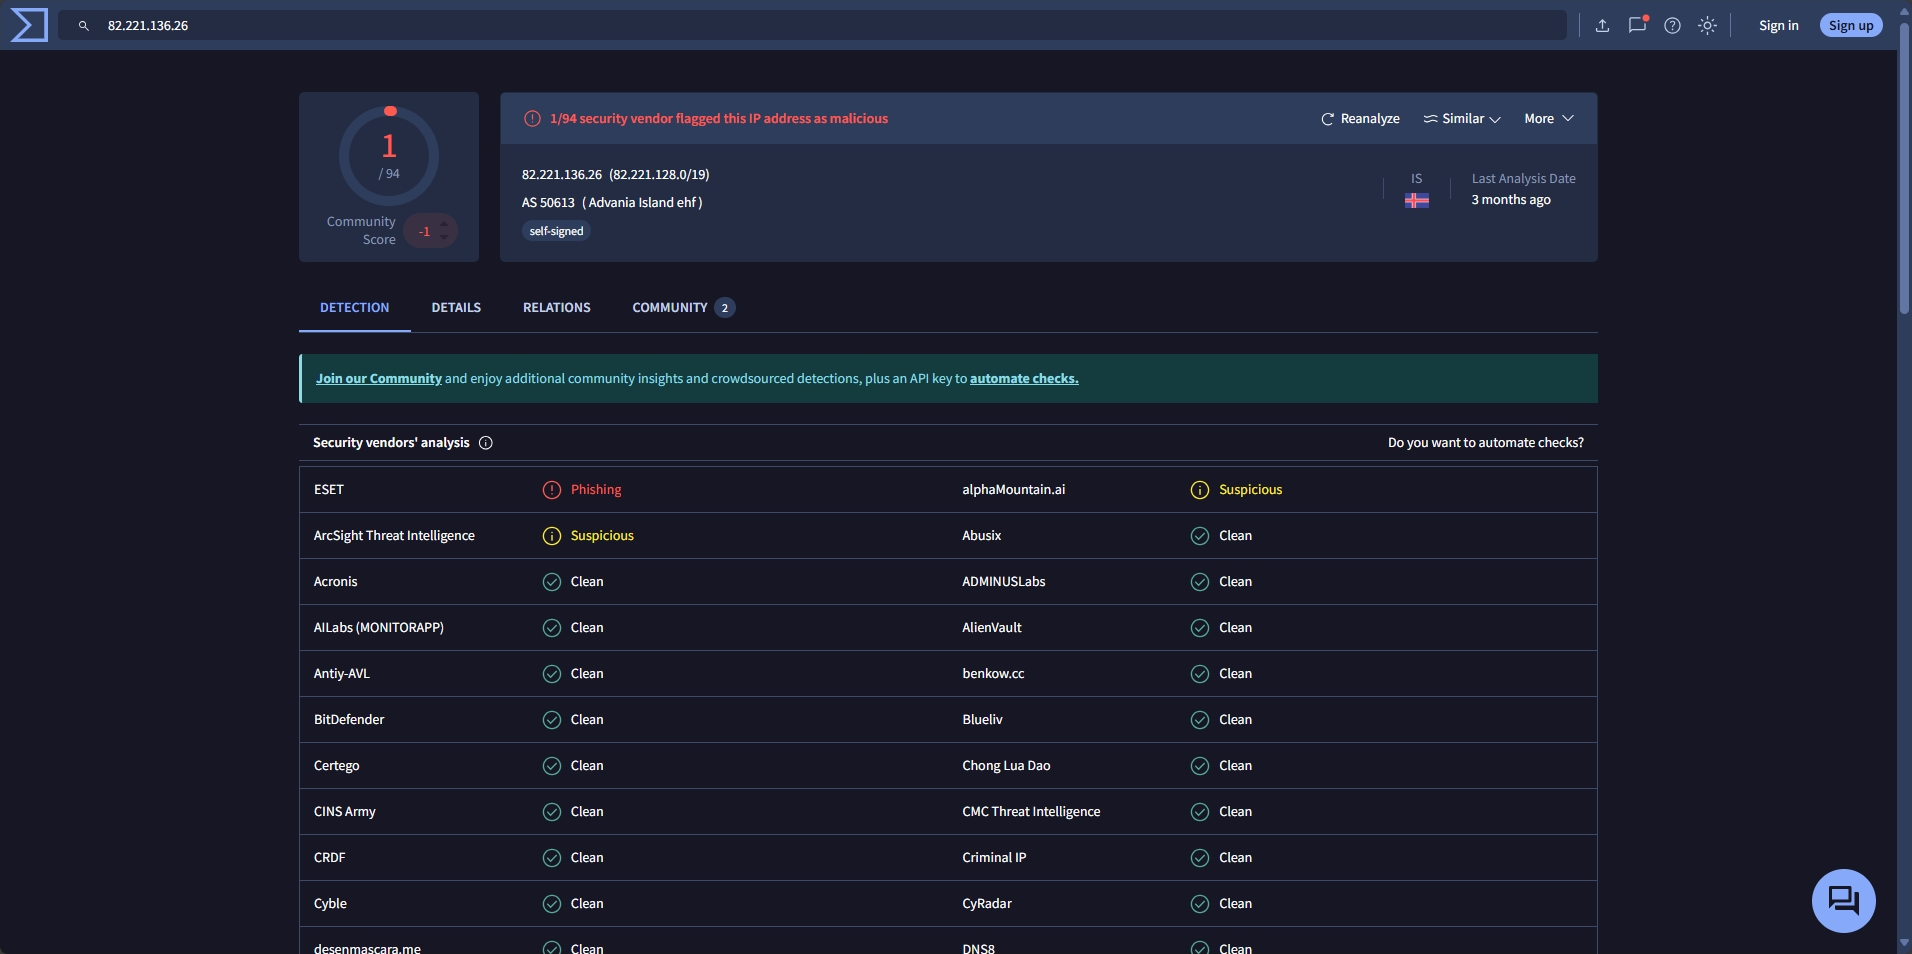 82.221.136.26
Sign in
Sign up
1
/ 94
Community
Score
-1
1/94 security vendor flagged this IP address as malicious
Reanalyze
Similar
More
82.221.136.26 (82.221.128.0/19)
AS 50613 ( Advania Island ehf )
self-signed
IS
Last Analysis Date
3 months ago
DETECTION
DETAILS
RELATIONS
COMMUNITY 2
Join our Community and enjoy additional community insights and crowdsourced detections, plus an API key to automate checks.
Security vendors' analysis
Do you want to automate checks?
ESET Phishing alphaMountain.ai Suspicious
ArcSight Threat Intelligence Suspicious Abusix Clean
Acronis Clean ADMINUSLabs Clean
AILabs (MONITORAPP) Clean AlienVault Clean
Antiy-AVL Clean benkow.cc Clean
BitDefender Clean Blueliv Clean
Certego Clean Chong Lua Dao Clean
CINS Army Clean CMC Threat Intelligence Clean
CRDF Clean Criminal IP Clean
Cyble Clean CyRadar Clean
desenmascara.me Clean DNS8 Clean